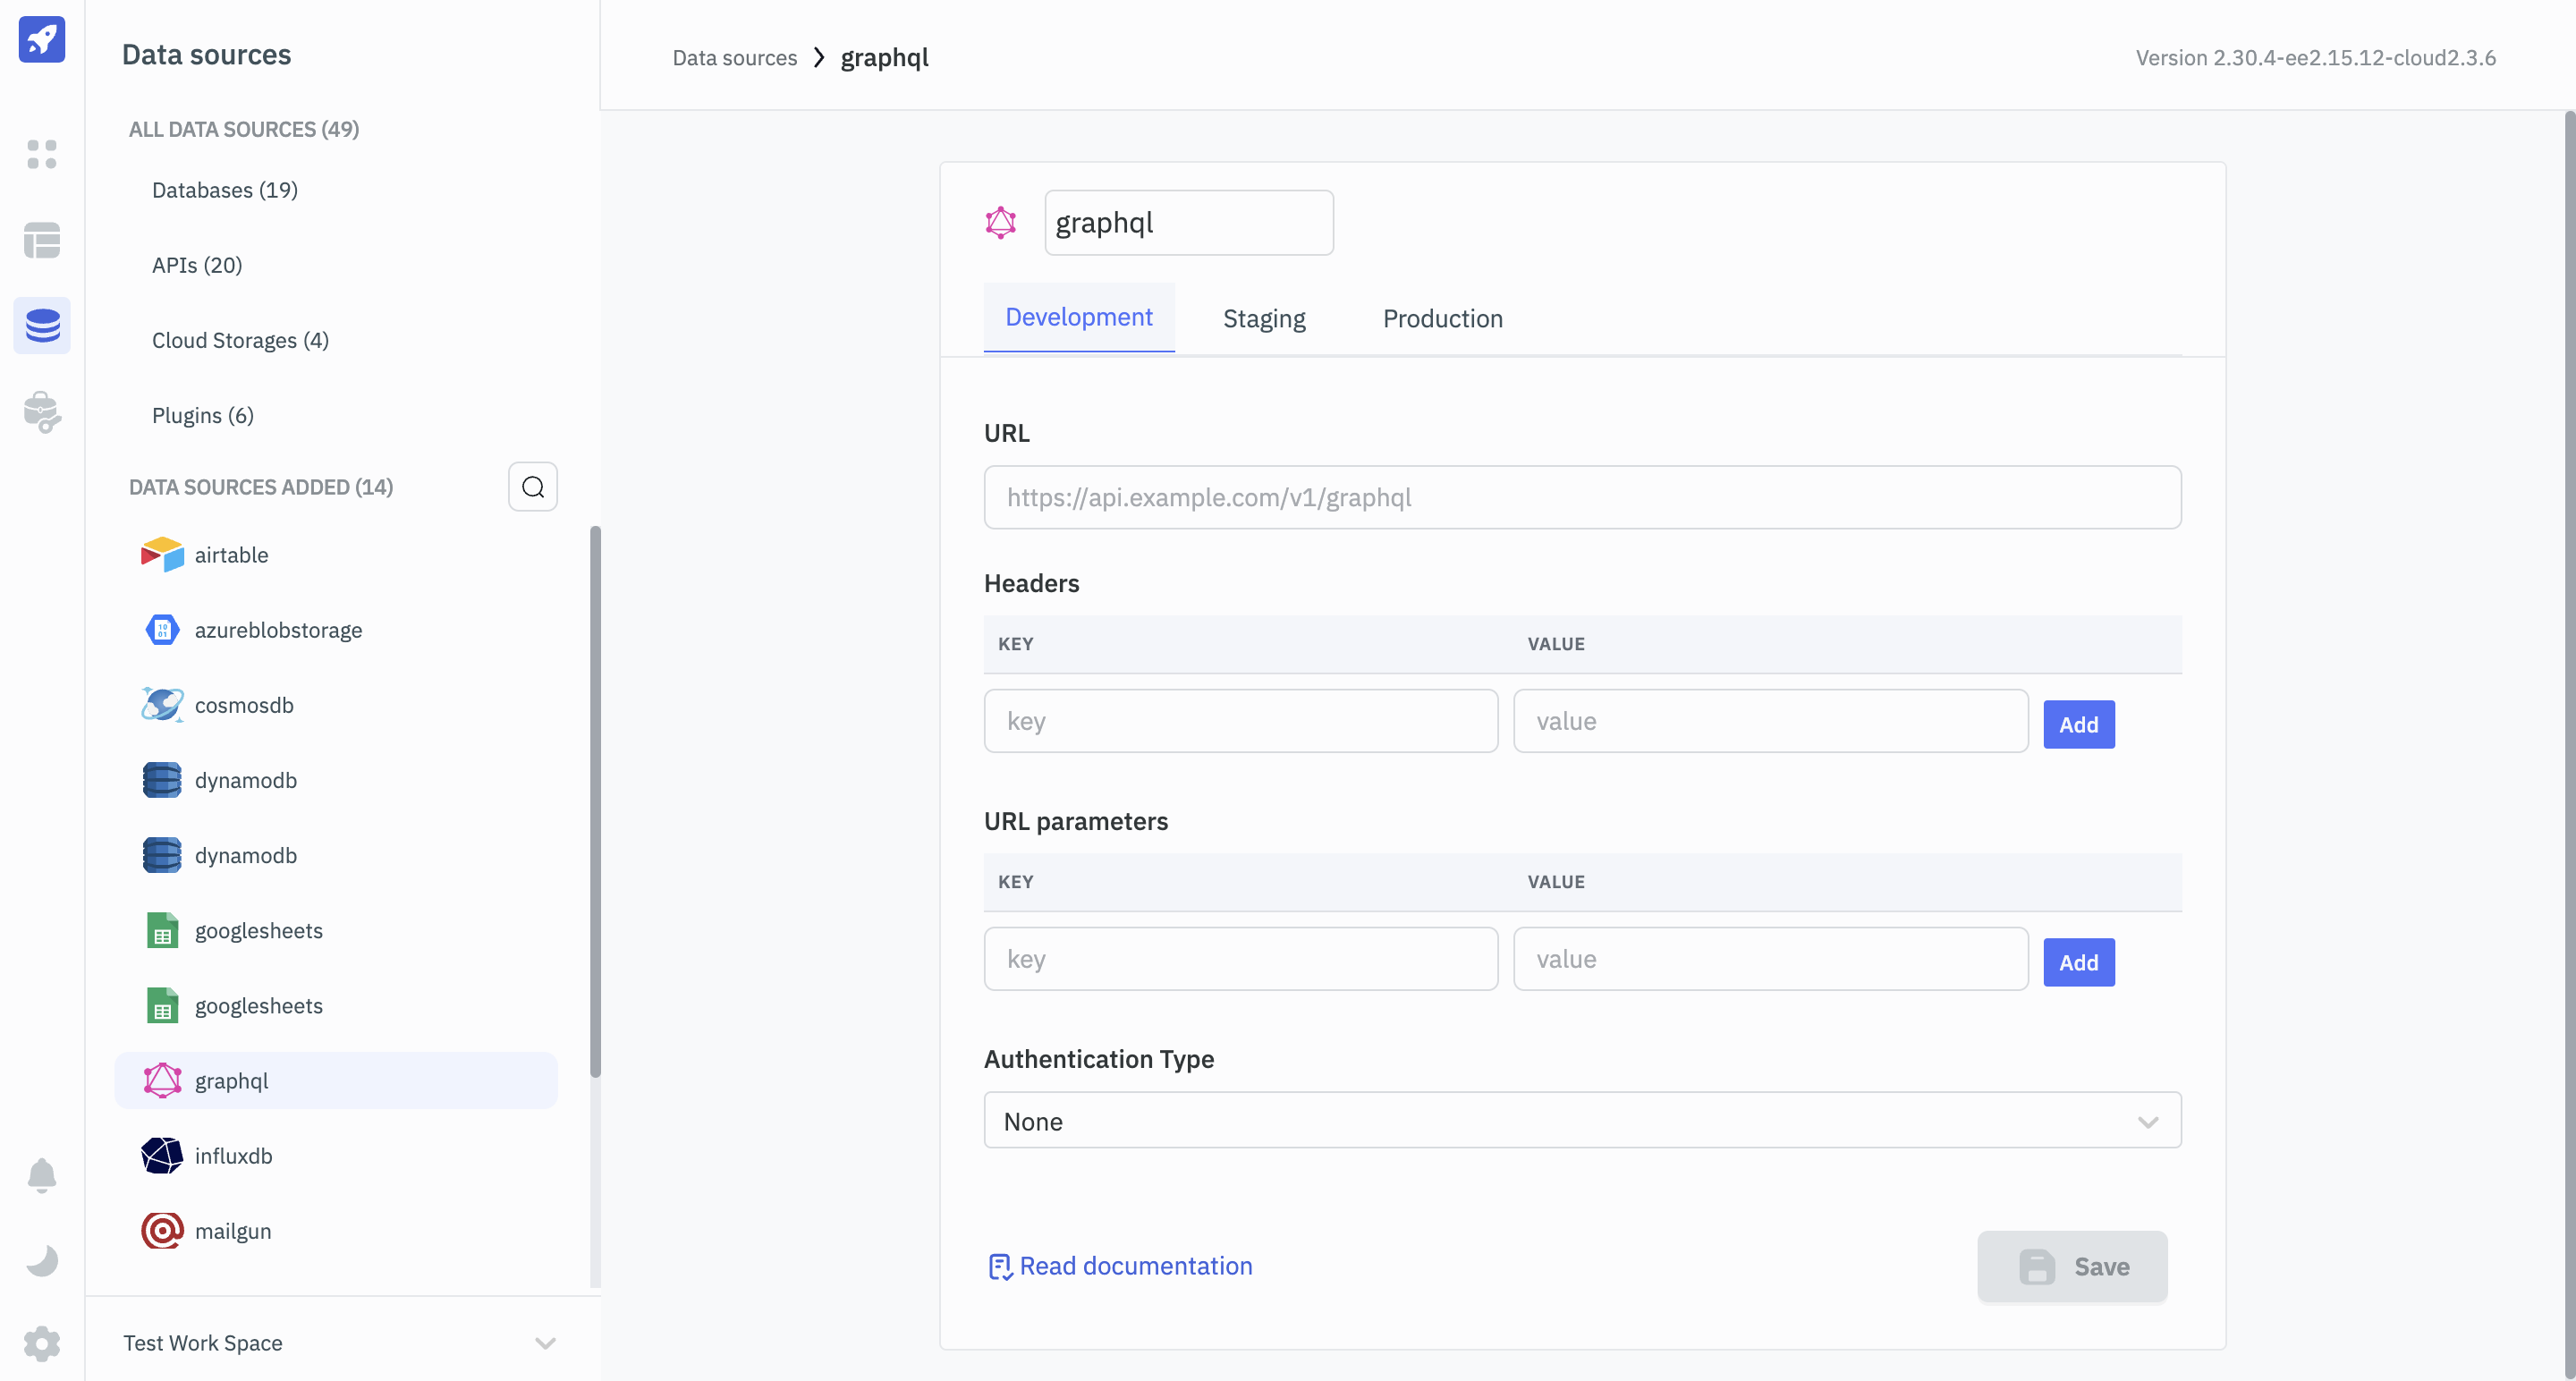 Data sources
ALL DATA SOURCES (49)
Databases (19)
APIs (20)
Cloud Storages (4)
Plugins (6)
DATA SOURCES ADDED (14)
airtable
azureblobstorage
cosmosdb
dynamodb
dynamodb
googlesheets
googlesheets
graphql
influxdb
mailgun
Test Work Space
Data sources > graphql
Version 2.30.4-ee2.15.12-cloud2.3.6
graphql
Development Staging Production
URL
https://api.example.com/v1/graphql
Headers
KEY VALUE
key value Add
URL parameters
KEY VALUE
key value Add
Authentication Type
None
Read documentation Save